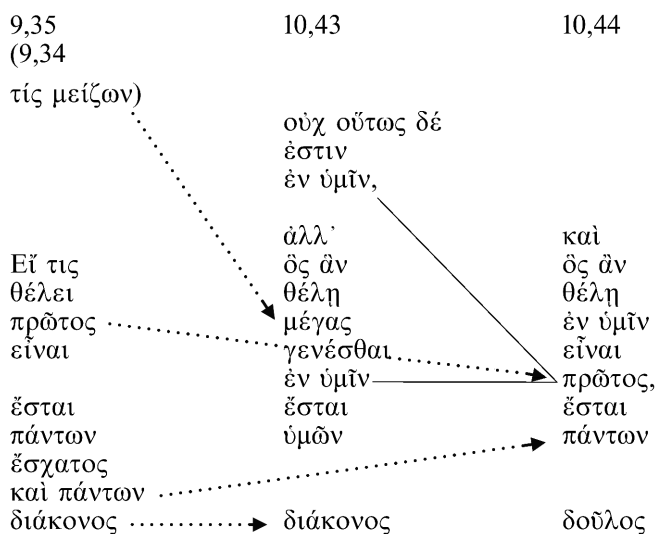 9,35 10,43 10,44
(9,34
τίς μείζων)
οὐχ οὕτως δέ
ἐστιν
ἐν ὑμῖν,
ἀλλ’ καὶ
Εἴ τις ὃς ἂν ὃς ἂν
θέλει θέλῃ θέλῃ
πρῶτος μέγας ἐν ὑμῖν
εἶναι γενέσθαι εἶναι
ἐν ὑμῖν πρῶτος,
ἔσται ἔσται ἔσται
πάντων ὑμῶν πάντων
ἔσχατος
καὶ πάντων
διάκονος διάκονος δοῦλος